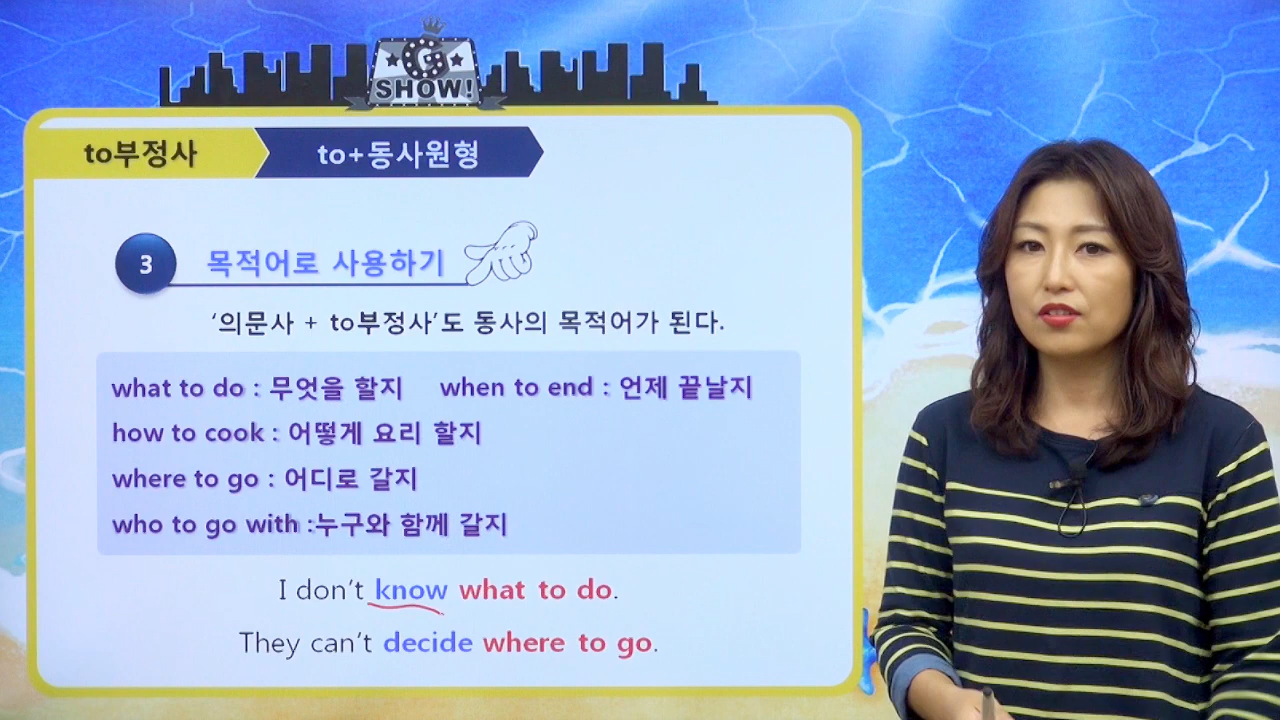 G
SHOW!
to부정사 to+동사원형
3 목적어로 사용하기
‘의문사 + to부정사’도 동사의 목적어가 된다.
what to do : 무엇을 할지 when to end : 언제 끝날지
how to cook : 어떻게 요리 할지
where to go : 어디로 갈지
who to go with :누구와 함께 갈지
I don’t know what to do.
They can’t decide where to go.